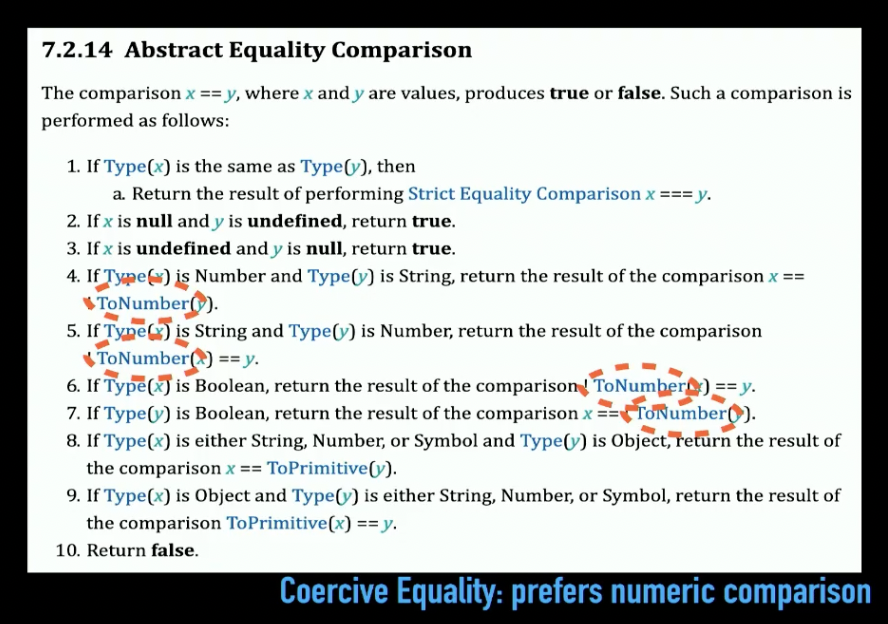 7.2.14 Abstract Equality Comparison
The comparison x == y, where x and y are values, produces true or false. Such a comparison is
performed as follows:
1. If Type(x) is the same as Type(y), then
a. Return the result of performing Strict Equality Comparison x === y.
2. If x is null and y is undefined, return true.
3. If x is undefined and y is null, return true.
4. If Type(x) is Number and Type(y) is String, return the result of the comparison x ==
! ToNumber(y).
5. If Type(x) is String and Type(y) is Number, return the result of the comparison
! ToNumber(x) == y.
6. If Type(x) is Boolean, return the result of the comparison ! ToNumber(x) == y.
7. If Type(y) is Boolean, return the result of the comparison x == ! ToNumber(y).
8. If Type(x) is either String, Number, or Symbol and Type(y) is Object, return the result of
the comparison x == ToPrimitive(y).
9. If Type(x) is Object and Type(y) is either String, Number, or Symbol, return the result of
the comparison ToPrimitive(x) == y.
10. Return false.
Coercive Equality: prefers numeric comparison